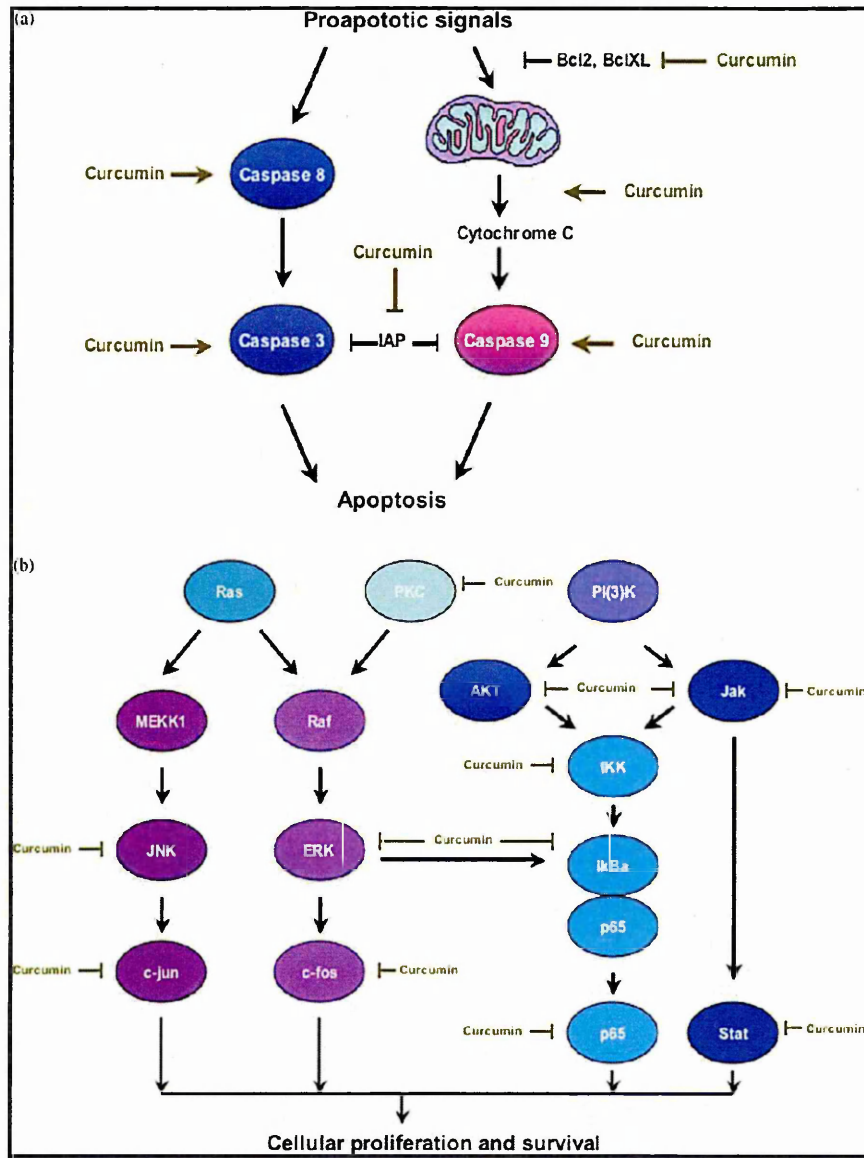 (a)
Proapototic signals
Bcl2, BclXL
Curcumin
Curcumin
Caspase 8
Curcumin
Cytochrome C
Curcumin
Curcumin
Caspase 3
IAP
Caspase 9
Curcumin
Apoptosis
(b)
Ras
PKC
Curcumin
PI(3)K
AKT
Curcumin
Jak
Curcumin
MEKK1
Raf
Curcumin
IKK
Curcumin
JNK
ERK
Curcumin
IkBa
p65
Curcumin
c-jun
c-fos
Curcumin
Curcumin
p65
Stat
Curcumin
Cellular proliferation and survival